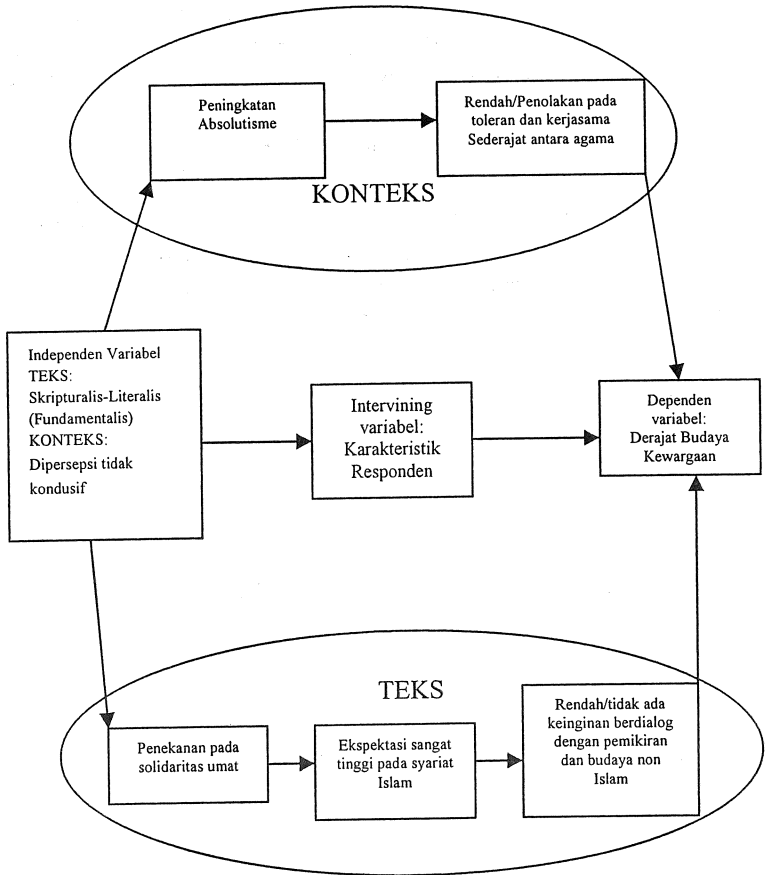 Peningkatan
Absolutisme
Rendah/Penolakan pada
toleran dan kerjasama
Sederajat antara agama
KONTEKS
Independen Variabel
TEKS:
Skripturalis-Literalis
(Fundamentalis)
KONTEKS:
Dipersepsi tidak
kondusif
Intervining
variabel:
Karakteristik
Responden
Dependen
variabel:
Derajat Budaya
Kewargaan
TEKS
Penekanan pada
solidaritas umat
Ekspektasi sangat
tinggi pada syariat
Islam
Rendah/tidak ada
keinginan berdialog
dengan pemikiran
dan budaya non
Islam